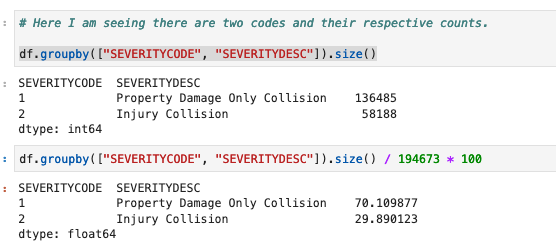 # Here I am seeing there are two codes and their respective counts.
df.groupby(["SEVERITYCODE", "SEVERITYDESC"]).size()
SEVERITYCODE  SEVERITYDESC
1             Property Damage Only Collision    136485
2             Injury Collision                   58188
dtype: int64
df.groupby(["SEVERITYCODE", "SEVERITYDESC"]).size() / 194673 * 100
SEVERITYCODE  SEVERITYDESC
1             Property Damage Only Collision    70.109877
2             Injury Collision                  29.890123
dtype: float64